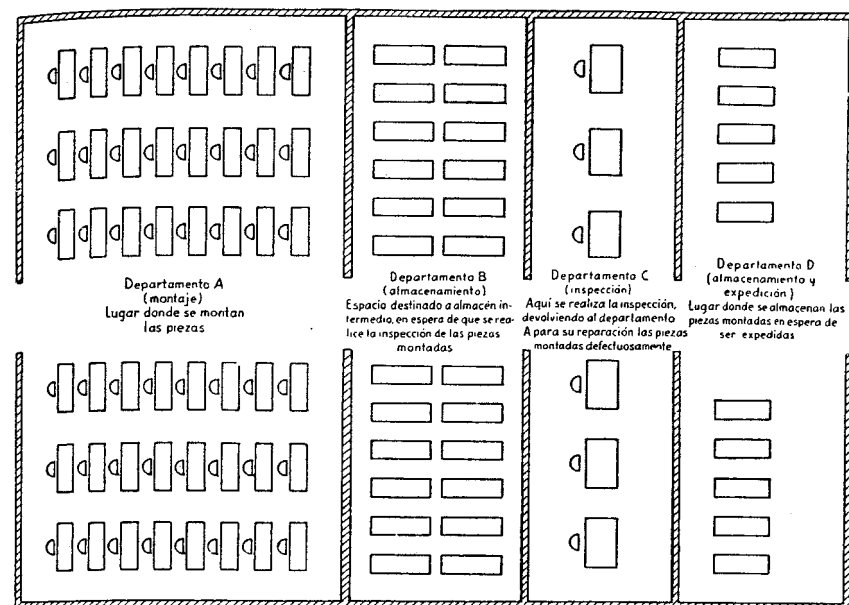 Departamento A
(montaje)
Lugar donde se montan
las piezas
Departamento B
(almacenamiento)
Espacio destinado a almacén in-
termedio, en espera de que se rea-
lice la inspección de las piezas
montadas
Departamento C
(inspección)
Aquí se realiza la inspección,
devolviendo al departamento
A para su reparación las piezas
montadas defectuosamente
Departamento D
(almacenamiento y
expedición)
Lugar donde se almacenan las
piezas montadas en espera de
ser expedidas